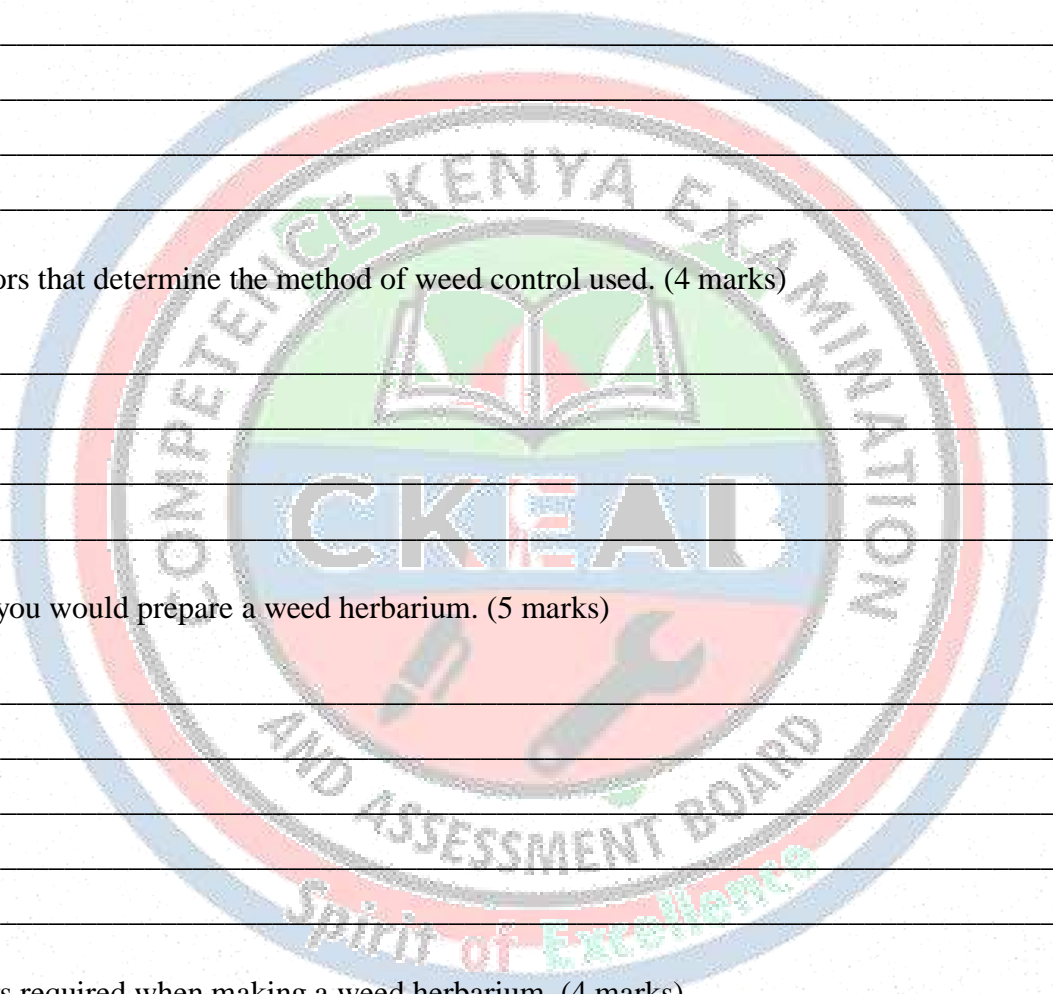 COMPETENCE KENYA EXAMINATION
ors that determine the method of weed control used. (4 marks)
CKEAB
you would prepare a weed herbarium. (5 marks)
AND ASSESSMENT BOARD
Spirit of Excellence
s required when making a weed herbarium. (4 marks)